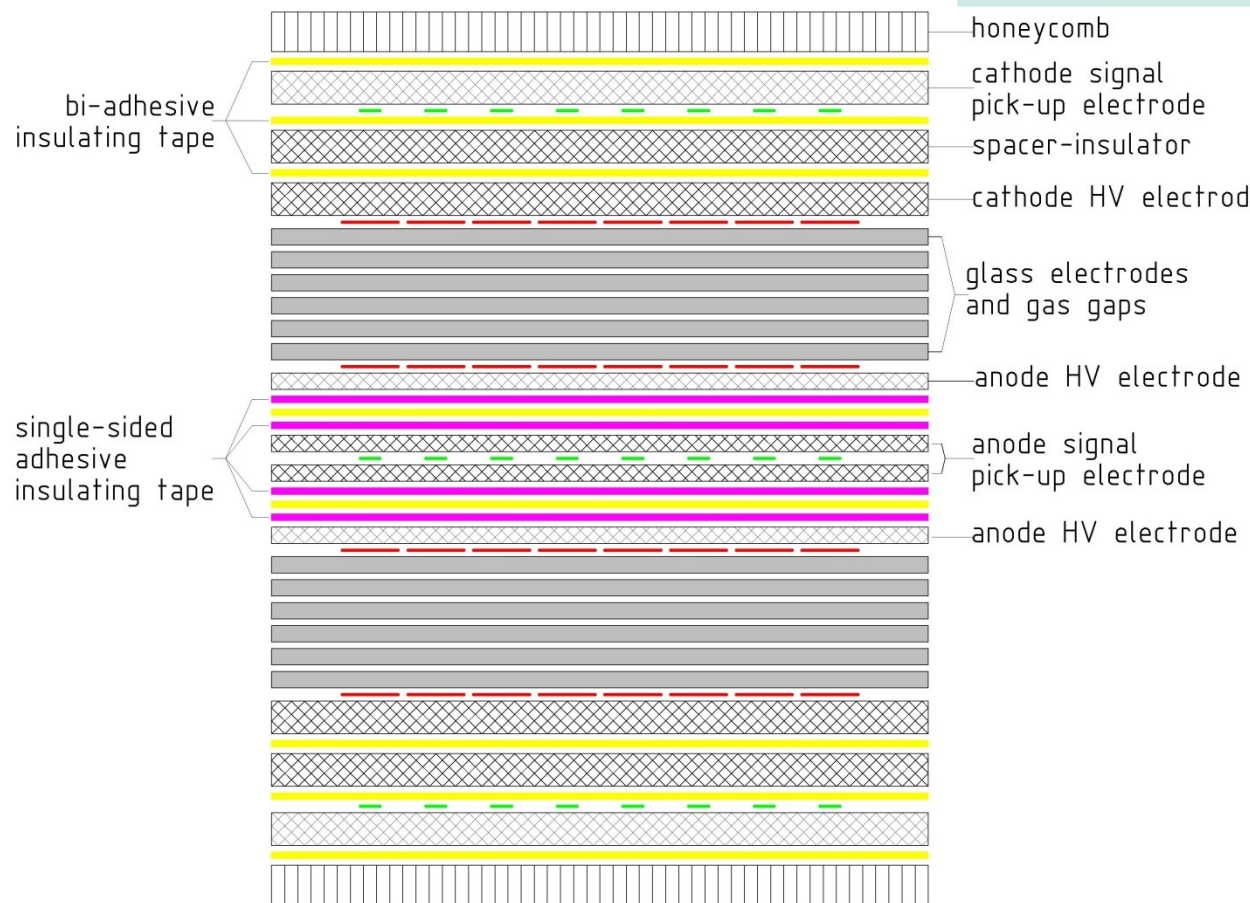 honeycomb
cathode signal
pick-up electrode
bi-adhesive
insulating tape
spacer-insulator
cathode HV electrod
glass electrodes
and gas gaps
anode HV electrode
single-sided
adhesive
insulating tape
anode signal
pick-up electrode
anode HV electrode